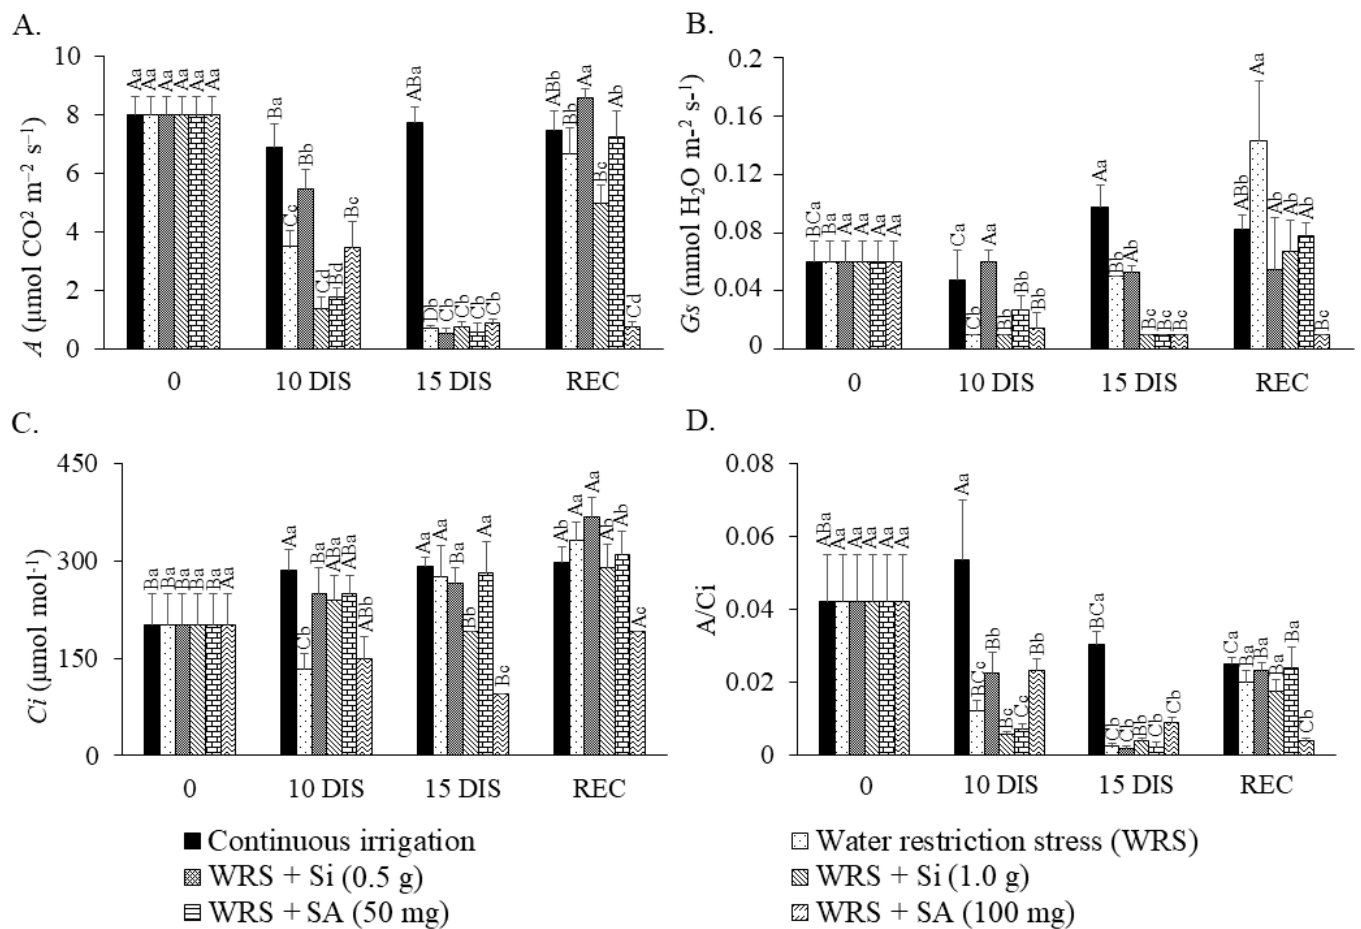 A.
A (μmol CO² m⁻² s⁻¹)
10
8
6
4
2
0
Aa Aa Aa Aa Aa Aa
Ba Cc Bb Cd Bd Bc
ABa Db Cb Cb Cb Cb
ABb Bb Aa Bc Ab Cd
0 10 DIS 15 DIS REC
B.
Gs (mmol H₂O m-² s-¹)
0.2
0.16
0.12
0.08
0.04
0
BCa Ba Aa Aa Aa Aa
Ca Cb Aa Bb Bb Bb
Aa Bb Ab Bc Bc Bc
ABb Aa Ab Ab Ab Bc
0 10 DIS 15 DIS REC
C.
Ci (μmol mol-¹)
450
300
150
0
Ba Ba Ba Ba Ba Aa
Aa Cb Ba ABa ABa ABb
Aa Aa Ba Bb Aa Bc
Ab Aa Aa Ab Ab Ac
0 10 DIS 15 DIS REC
D.
A/Ci
0.08
0.06
0.04
0.02
0
ABa Aa Aa Aa Aa Aa
Aa BCc Bb Bc Cc Bb
BCa Cb Cb Bb Cb Cb
Ca Ba Ba Ba Ba Cb
0 10 DIS 15 DIS REC
Continuous irrigation
Water restriction stress (WRS)
WRS + Si (0.5 g)
WRS + Si (1.0 g)
WRS + SA (50 mg)
WRS + SA (100 mg)